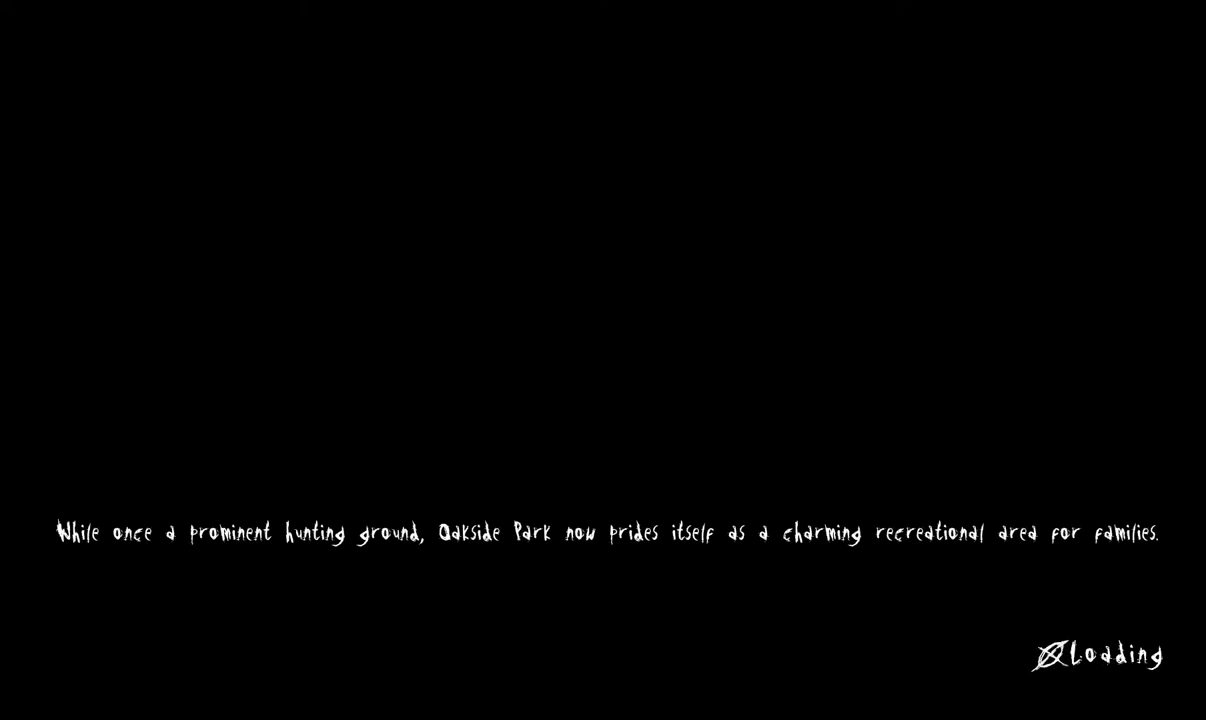 While once a prominent hunting ground, Oakside Park now prides itself as a charming recreational area for families.
Loading